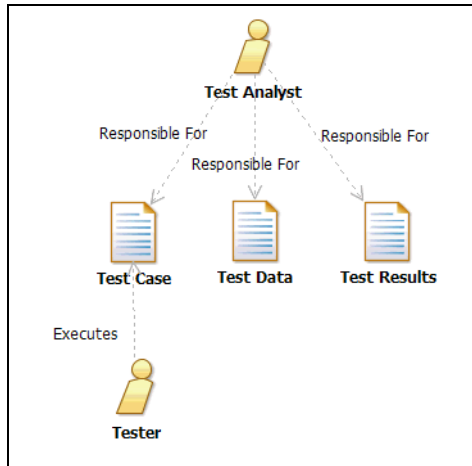 Test Analyst
Responsible For
Responsible For
Responsible For
Test Case
Test Data
Test Results
Executes
Tester